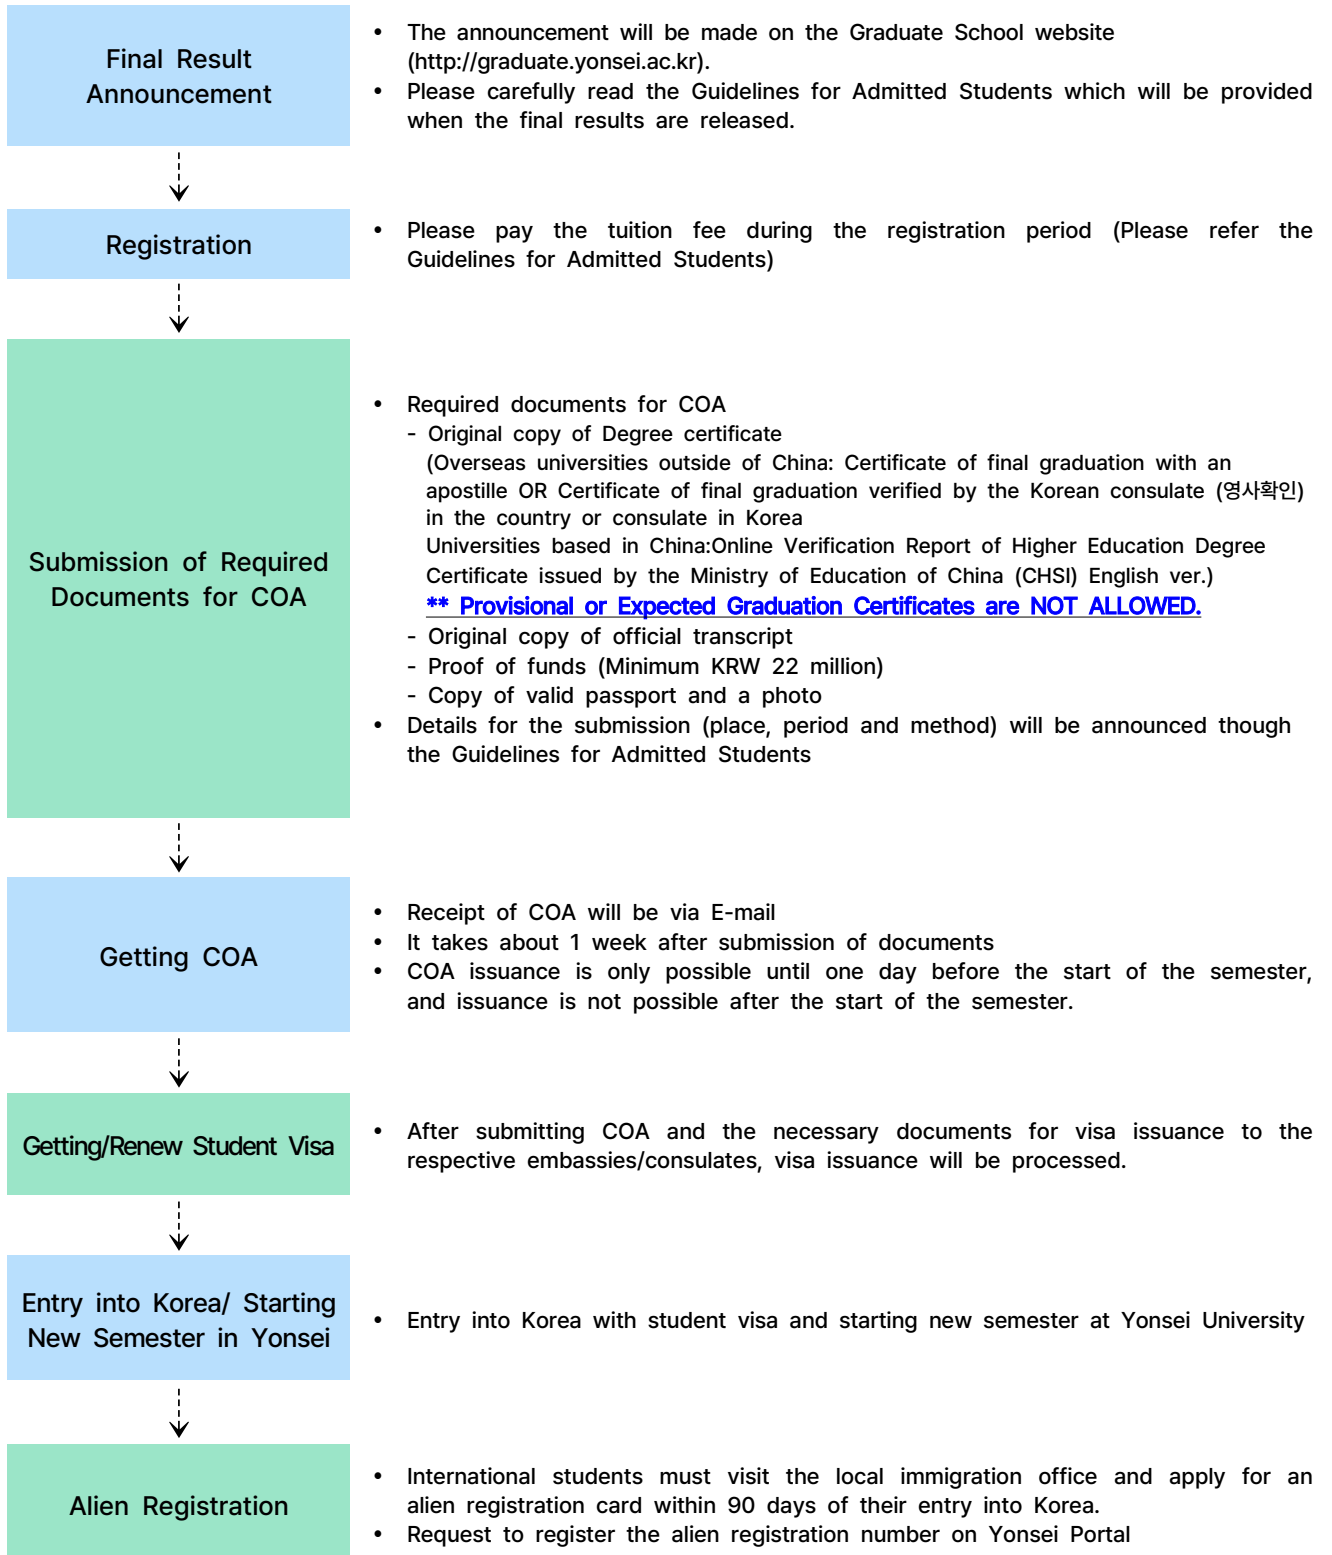 Final Result
Announcement
• The announcement will be made on the Graduate School website
(http://graduate.yonsei.ac.kr).
• Please carefully read the Guidelines for Admitted Students which will be provided
when the final results are released.
Registration
• Please pay the tuition fee during the registration period (Please refer the
Guidelines for Admitted Students)
Submission of Required
Documents for COA
• Required documents for COA
- Original copy of Degree certificate
(Overseas universities outside of China: Certificate of final graduation with an
apostille OR Certificate of final graduation verified by the Korean consulate (영사확인)
in the country or consulate in Korea
Universities based in China:Online Verification Report of Higher Education Degree
Certificate issued by the Ministry of Education of China (CHSI) English ver.)
** Provisional or Expected Graduation Certificates are NOT ALLOWED.
- Original copy of official transcript
- Proof of funds (Minimum KRW 22 million)
- Copy of valid passport and a photo
• Details for the submission (place, period and method) will be announced though
the Guidelines for Admitted Students
Getting COA
• Receipt of COA will be via E-mail
• It takes about 1 week after submission of documents
• COA issuance is only possible until one day before the start of the semester,
and issuance is not possible after the start of the semester.
Getting/Renew Student Visa
• After submitting COA and the necessary documents for visa issuance to the
respective embassies/consulates, visa issuance will be processed.
Entry into Korea/ Starting
New Semester in Yonsei
• Entry into Korea with student visa and starting new semester at Yonsei University
Alien Registration
• International students must visit the local immigration office and apply for an
alien registration card within 90 days of their entry into Korea.
• Request to register the alien registration number on Yonsei Portal